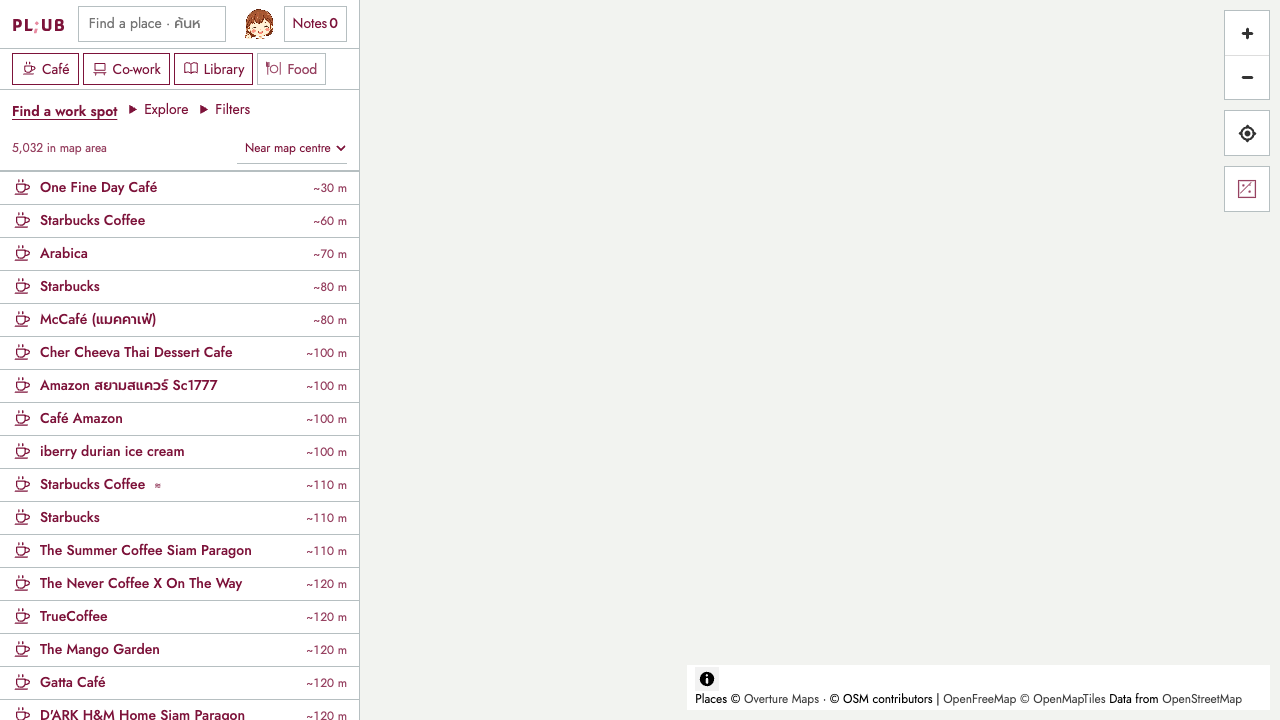 PL:UB
Find a place · ค้นห
Notes 0
Café
Co-work
Library
Food
Find a work spot
Explore
Filters
5,032 in map area
Near map centre
One Fine Day Café ~30 m
Starbucks Coffee ~60 m
Arabica ~70 m
Starbucks ~80 m
McCafé (แมคคาเฟ่) ~80 m
Cher Cheeva Thai Dessert Cafe ~100 m
Amazon สยามสแควร์ Sc1777 ~100 m
Café Amazon ~100 m
iberry durian ice cream ~100 m
Starbucks Coffee ≈ ~110 m
Starbucks ~110 m
The Summer Coffee Siam Paragon ~110 m
The Never Coffee X On The Way ~120 m
TrueCoffee ~120 m
The Mango Garden ~120 m
Gatta Café ~120 m
D'ARK H&M Home Siam Paragon ~120 m
Places © Overture Maps · © OSM contributors | OpenFreeMap © OpenMapTiles Data from OpenStreetMap